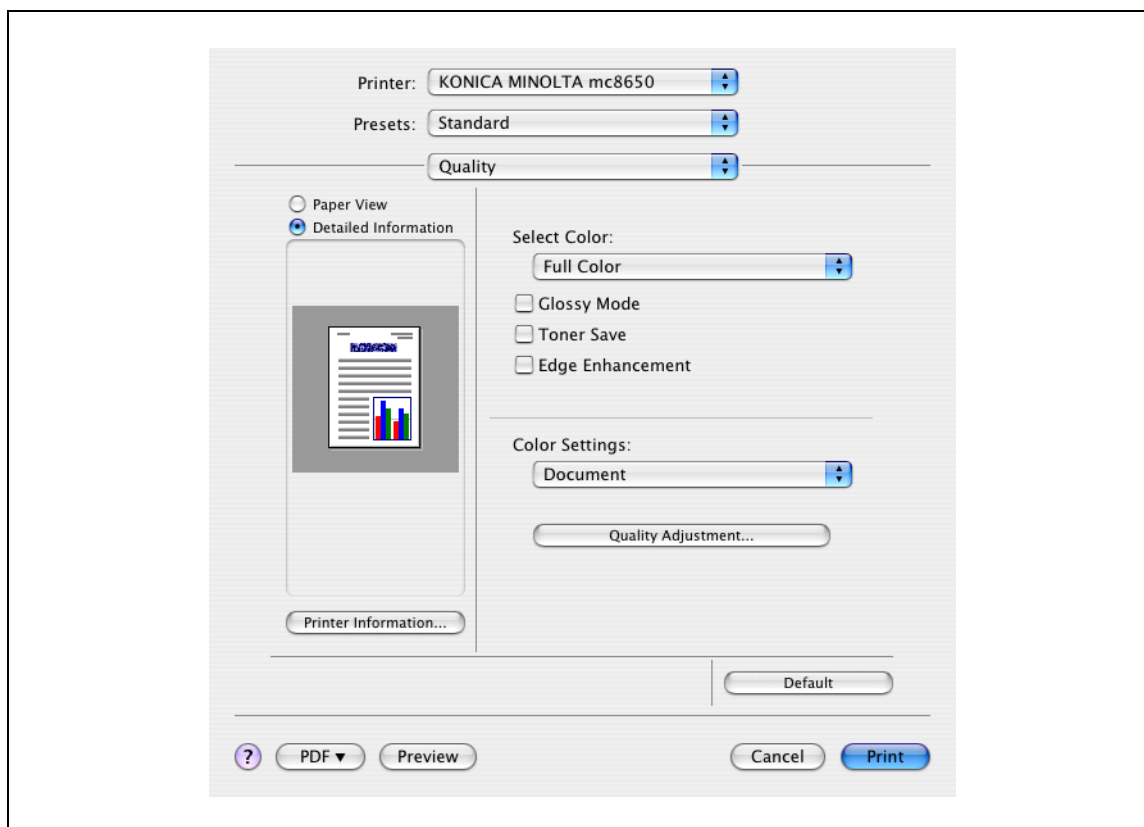 Printer: KONICA MINOLTA mc8650
Presets: Standard
Quality
Paper View
Detailed Information
Select Color:
Full Color
Glossy Mode
Toner Save
Edge Enhancement
Color Settings:
Document
Quality Adjustment...
Printer Information...
Default
? PDF ▼ Preview Cancel Print